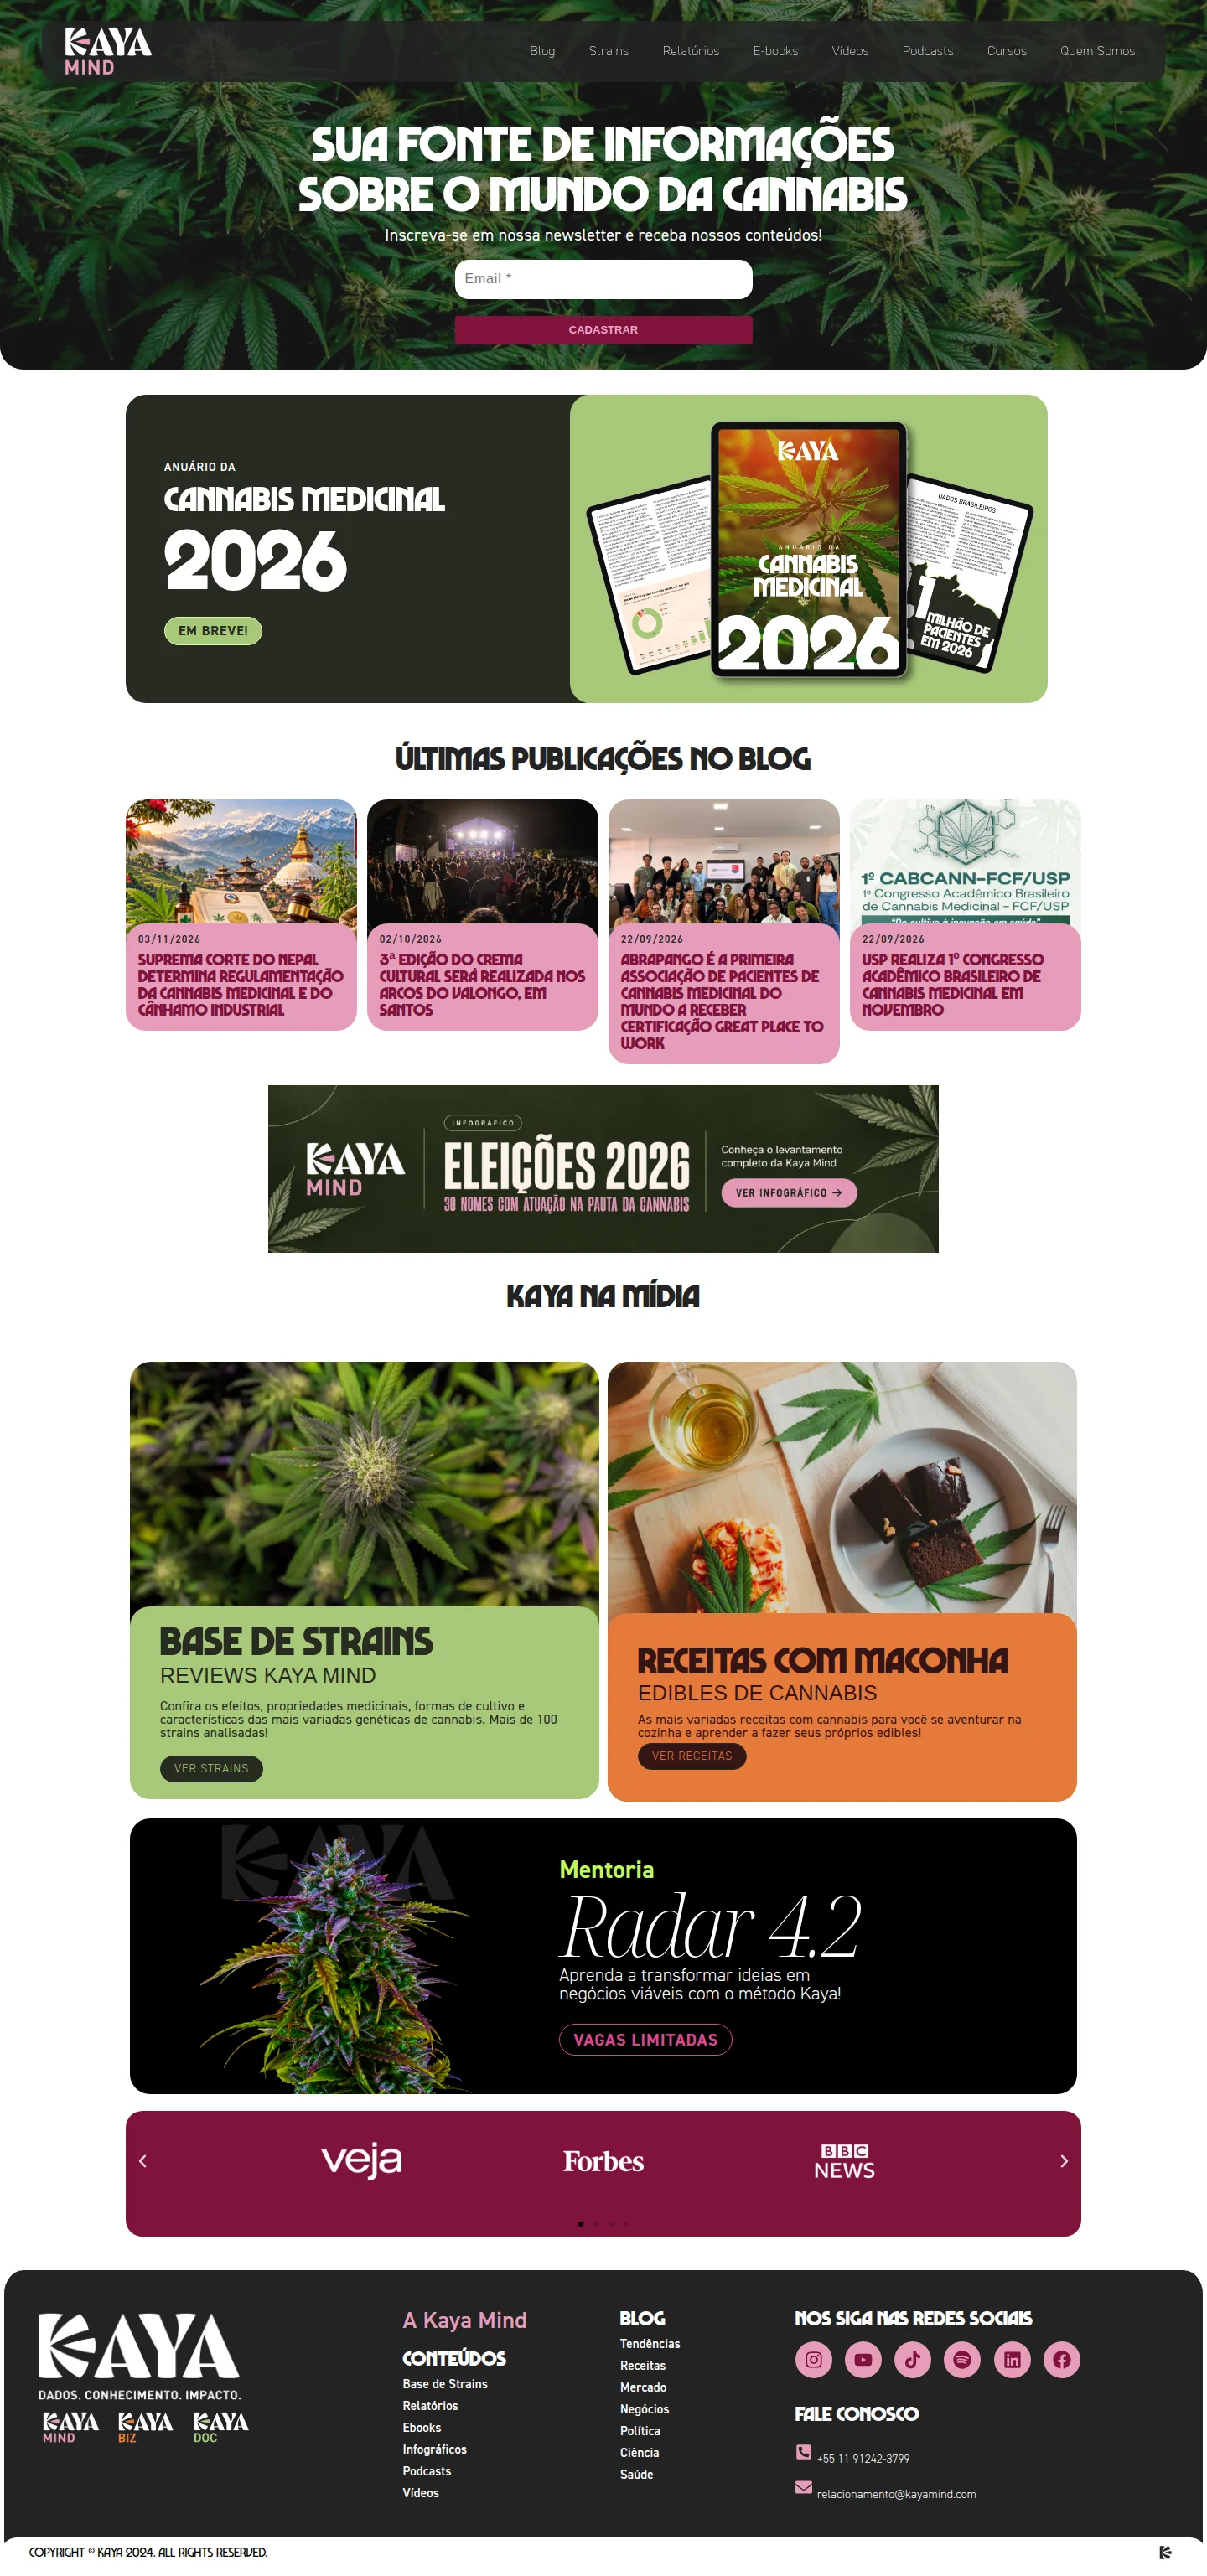 KAYA
MIND
Blog
Strains
Relatórios
E-books
Vídeos
Podcasts
Cursos
Quem Somos
SUA FONTE DE INFORMAÇÕES
SOBRE O MUNDO DA CANNABIS
Inscreva-se em nossa newsletter e receba nossos conteúdos!
Email *
CADASTRAR
ANUÁRIO DA
CANNABIS MEDICINAL
2026
EM BREVE!
KAYA
ANUÁRIO DA
CANNABIS
MEDICINAL
2026
DADOS BRASILEIROS
1
MILHÃO DE
PACIENTES
EM 2026
ÚLTIMAS PUBLICAÇÕES NO BLOG
03/11/2026
SUPREMA CORTE DO NEPAL
DETERMINA REGULAMENTAÇÃO
DA CANNABIS MEDICINAL E DO
CÂNHAMO INDUSTRIAL
02/10/2026
3ª EDIÇÃO DO CREMA
CULTURAL SERÁ REALIZADA NOS
ARCOS DO VALONGO, EM
SANTOS
22/09/2026
ABRAPANGO É A PRIMEIRA
ASSOCIAÇÃO DE PACIENTES DE
CANNABIS MEDICINAL DO
MUNDO A RECEBER
CERTIFICAÇÃO GREAT PLACE TO
WORK
1º CABCANN-FCF/USP
1º Congresso Acadêmico Brasileiro
de Cannabis Medicinal – FCF/USP
"Do cultivo à inovação em saúde"
22/09/2026
USP REALIZA 1º CONGRESSO
ACADÊMICO BRASILEIRO DE
CANNABIS MEDICINAL EM
NOVEMBRO
KAYA
MIND
INFOGRÁFICO
ELEIÇÕES 2026
30 NOMES COM ATUAÇÃO NA PAUTA DA CANNABIS
Conheça o levantamento
completo da Kaya Mind
VER INFOGRÁFICO →
KAYA NA MÍDIA
BASE DE STRAINS
REVIEWS KAYA MIND
Confira os efeitos, propriedades medicinais, formas de cultivo e
características das mais variadas genéticas de cannabis. Mais de 100
strains analisadas!
VER STRAINS
RECEITAS COM MACONHA
EDIBLES DE CANNABIS
As mais variadas receitas com cannabis para você se aventurar na
cozinha e aprender a fazer seus próprios edibles!
VER RECEITAS
KAYA
Mentoria
Radar 4.2
Aprenda a transformar ideias em
negócios viáveis com o método Kaya!
VAGAS LIMITADAS
veja
Forbes
BBC
NEWS
KAYA
DADOS. CONHECIMENTO. IMPACTO.
KAYA
MIND
KAYA
BIZ
KAYA
DOC
A Kaya Mind
CONTEÚDOS
Base de Strains
Relatórios
Ebooks
Infográficos
Podcasts
Vídeos
BLOG
Tendências
Receitas
Mercado
Negócios
Política
Ciência
Saúde
NOS SIGA NAS REDES SOCIAIS
FALE CONOSCO
+55 11 91242-3799
relacionamento@kayamind.com
COPYRIGHT © KAYA 2024. ALL RIGHTS RESERVED.